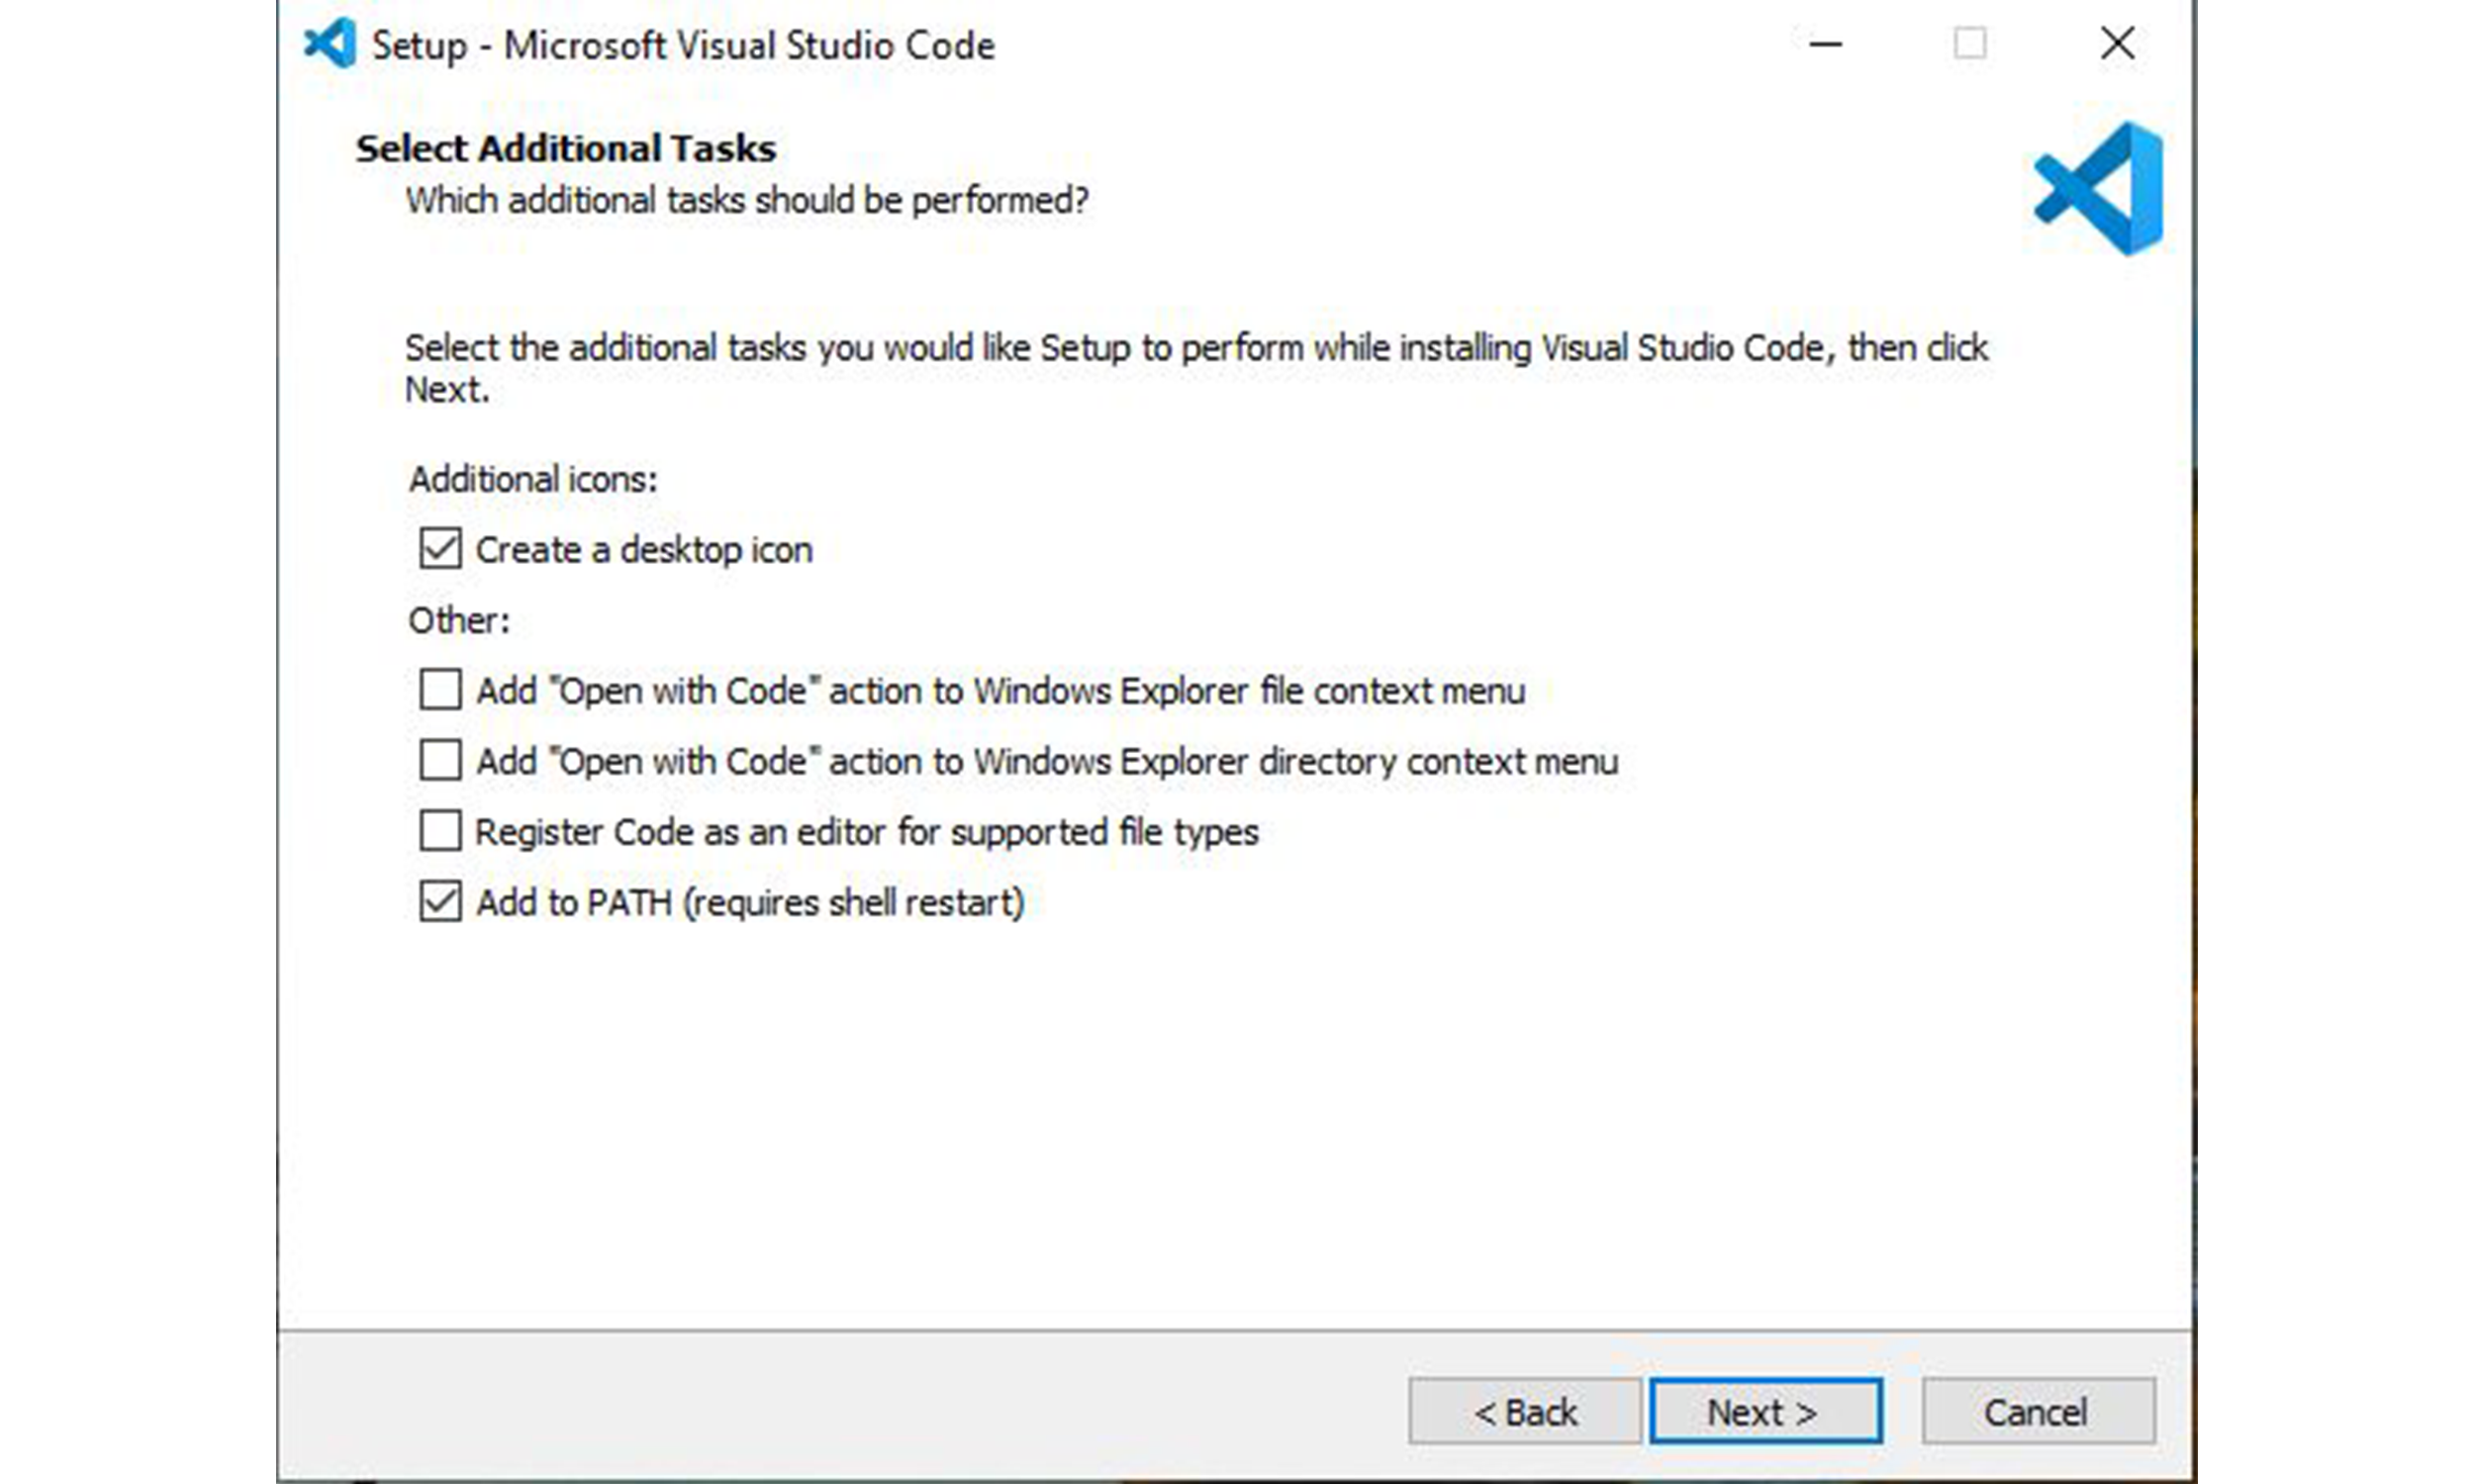 Setup - Microsoft Visual Studio Code
Select Additional Tasks
Which additional tasks should be performed?
Select the additional tasks you would like Setup to perform while installing Visual Studio Code, then click
Next.
Additional icons:
Create a desktop icon
Other:
Add "Open with Code" action to Windows Explorer file context menu
Add "Open with Code" action to Windows Explorer directory context menu
Register Code as an editor for supported file types
Add to PATH (requires shell restart)
< Back Next > Cancel